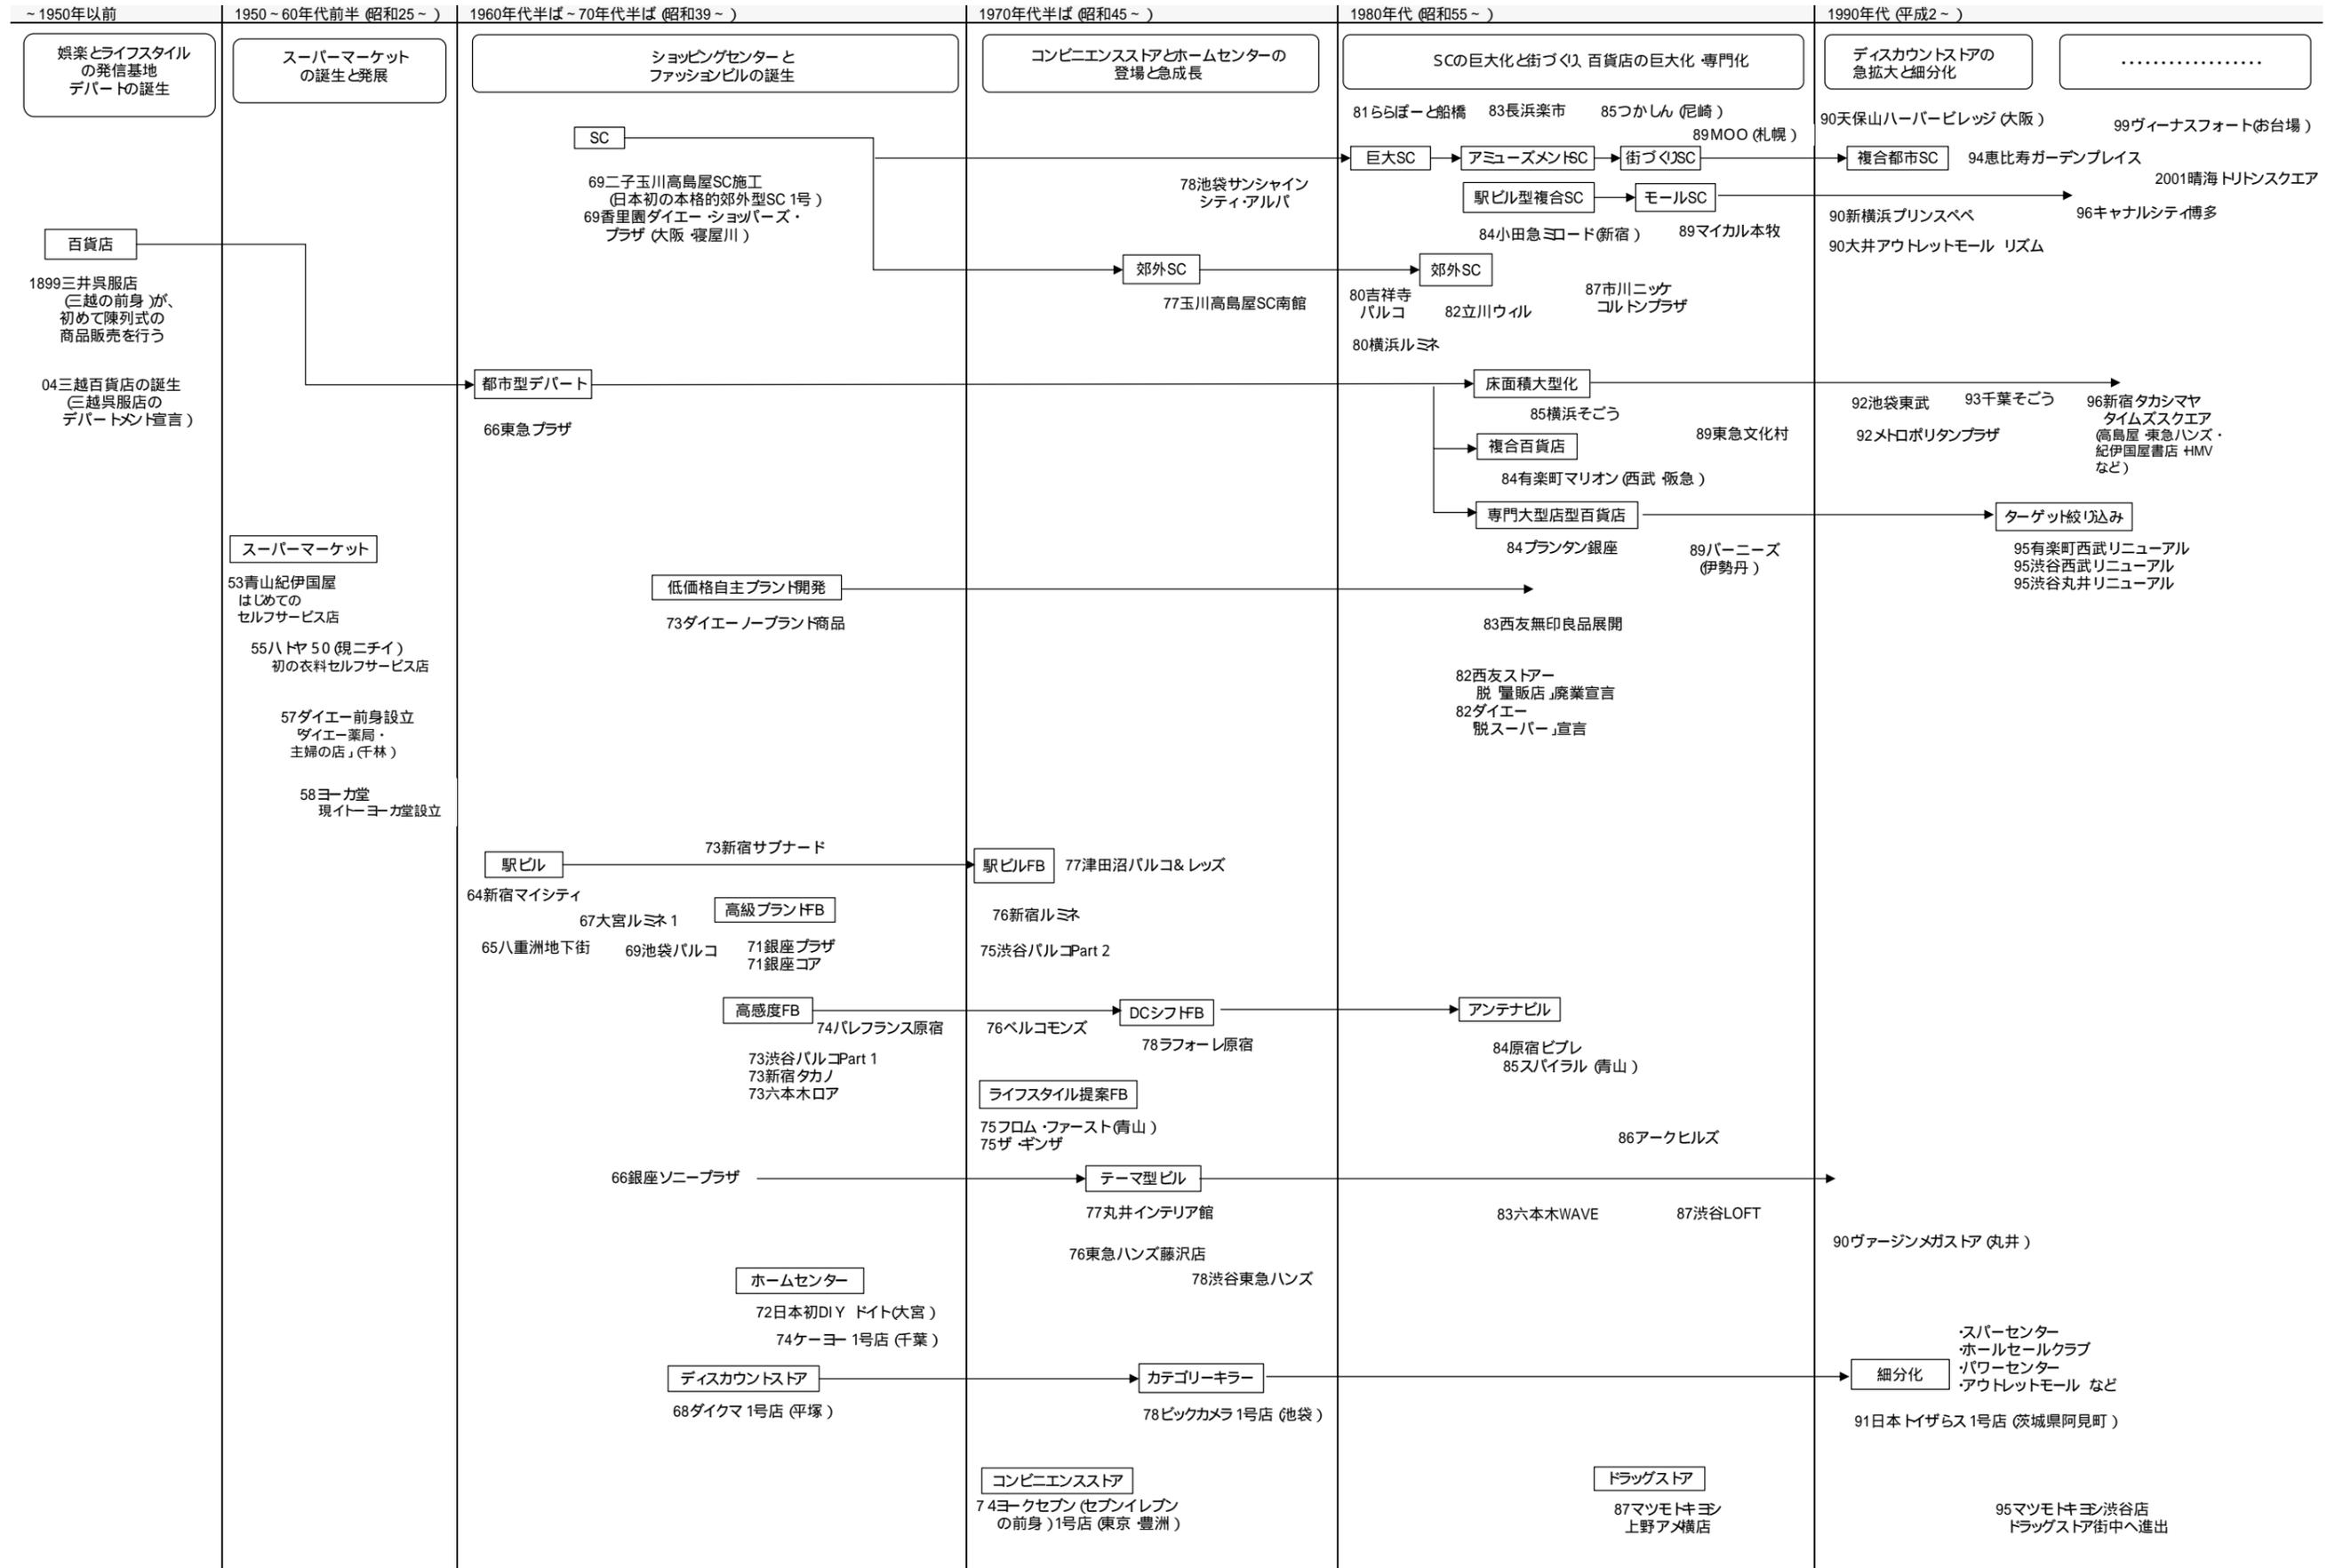 ～1950年以前
1950～60年代前半（昭和25～）
1960年代半ば～70年代半ば（昭和39～）
1970年代半ば（昭和45～）
1980年代（昭和55～）
1990年代（平成2～）
娯楽とライフスタイル
の発信基地
デパートの誕生
スーパーマーケット
の誕生と発展
ショッピングセンターと
ファッションビルの誕生
コンビニエンスストアとホームセンターの
登場と急成長
SCの巨大化と街づくり、百貨店の巨大化・専門化
ディスカウントストアの
急拡大と細分化
・・・・・・・・・・・・・・・・・・
81ららぽーと船橋
83長浜楽市
85つかしん（尼崎）
89MOO（札幌）
90天保山ハーバービレッジ（大阪）
99ヴィーナスフォート（お台場）
SC
巨大SC
アミューズメントSC
街づくりSC
複合都市SC
94恵比寿ガーデンプレイス
69二子玉川高島屋SC施工
（日本初の本格的郊外型SC 1号）
69香里園ダイエー・ショッパーズ・
プラザ（大阪・寝屋川）
78池袋サンシャイン
シティ・アルパ
駅ビル型複合SC
モールSC
2001晴海トリトンスクエア
90新横浜プリンスペペ
96キャナルシティ博多
84小田急ミロード（新宿）
89マイカル本牧
90大井アウトレットモール リズム
百貨店
1899三井呉服店
（三越の前身）が、
初めて陳列式の
商品販売を行う
郊外SC
郊外SC
77玉川高島屋SC南館
80吉祥寺
パルコ
82立川ウィル
87市川ニッケ
コルトンプラザ
80横浜ルミネ
04三越百貨店の誕生
（三越呉服店の
デパートメント宣言）
都市型デパート
床面積大型化
66東急プラザ
85横浜そごう
92池袋東武
93千葉そごう
96新宿タカシマヤ
タイムズスクエア
（高島屋・東急ハンズ・
紀伊国屋書店・HMV
など）
89東急文化村
92メトロポリタンプラザ
複合百貨店
84有楽町マリオン（西武・阪急）
専門大型店型百貨店
ターゲット絞り込み
84プランタン銀座
89バーニーズ
（伊勢丹）
95有楽町西武リニューアル
95渋谷西武リニューアル
95渋谷丸井リニューアル
スーパーマーケット
53青山紀伊国屋
はじめての
セルフサービス店
低価格自主ブランド開発
73ダイエーノーブランド商品
83西友無印良品展開
55ハトヤ50（現ニチイ）
初の衣料セルフサービス店
82西友ストアー
脱「量販店」廃業宣言
82ダイエー
「脱スーパー」宣言
57ダイエー前身設立
「ダイエー薬局・
主婦の店」（千林）
58ヨーカ堂
現イトーヨーカ堂設立
駅ビル
73新宿サブナード
駅ビルFB
77津田沼パルコ&レッズ
64新宿マイシティ
67大宮ルミネ1
高級ブランドFB
76新宿ルミネ
65八重洲地下街
69池袋パルコ
71銀座プラザ
71銀座コア
75渋谷パルコPart 2
高感度FB
74パレフランス原宿
76ベルコモンズ
DCシフトFB
アンテナビル
78ラフォーレ原宿
84原宿ビブレ
85スパイラル（青山）
73渋谷パルコPart 1
73新宿タカノ
73六本木ロア
ライフスタイル提案FB
75フロム・ファースト（青山）
75ザ・ギンザ
86アークヒルズ
66銀座ソニープラザ
テーマ型ビル
77丸井インテリア館
83六本木WAVE
87渋谷LOFT
76東急ハンズ藤沢店
90ヴァージンメガストア（丸井）
78渋谷東急ハンズ
ホームセンター
72日本初DIY ドイト（大宮）
74ケーヨー1号店（千葉）
ディスカウントストア
カテゴリーキラー
細分化
・スパーセンター
・ホールセールクラブ
・パワーセンター
・アウトレットモール など
68ダイクマ1号店（平塚）
78ビックカメラ1号店（池袋）
91日本トイザらス1号店（茨城県阿見町）
コンビニエンスストア
74ヨークセブン（セブンイレブン
の前身）1号店（東京・豊洲）
ドラッグストア
87マツモトキヨシ
上野アメ横店
95マツモトキヨシ渋谷店
ドラッグストア街中へ進出